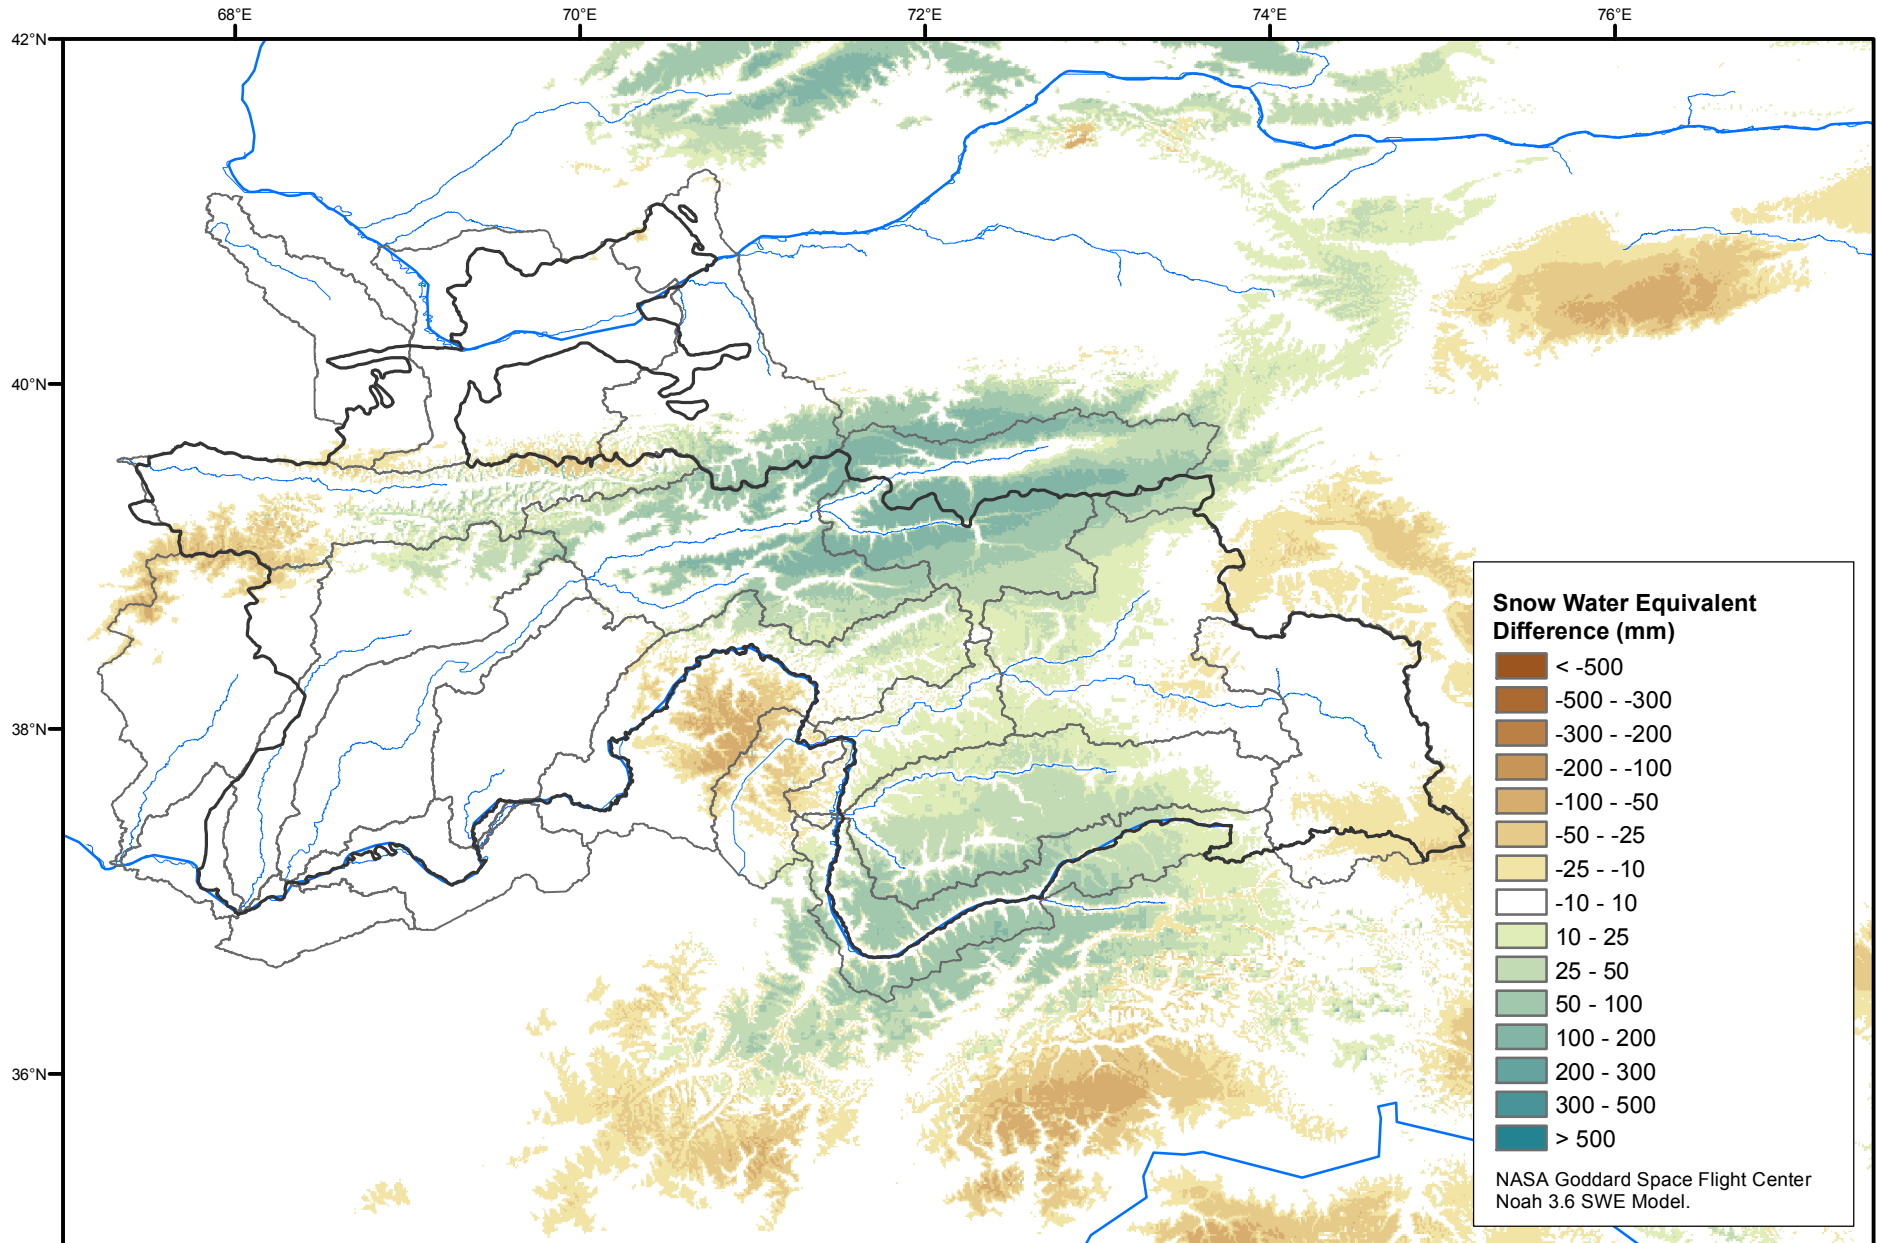 68°E
70°E
72°E
74°E
76°E
42°N
40°N
38°N
36°N
Snow Water Equivalent
Difference (mm)
< -500
-500 - -300
-300 - -200
-200 - -100
-100 - -50
-50 - -25
-25 - -10
-10 - 10
10 - 25
25 - 50
50 - 100
100 - 200
200 - 300
300 - 500
> 500
NASA Goddard Space Flight Center
Noah 3.6 SWE Model.